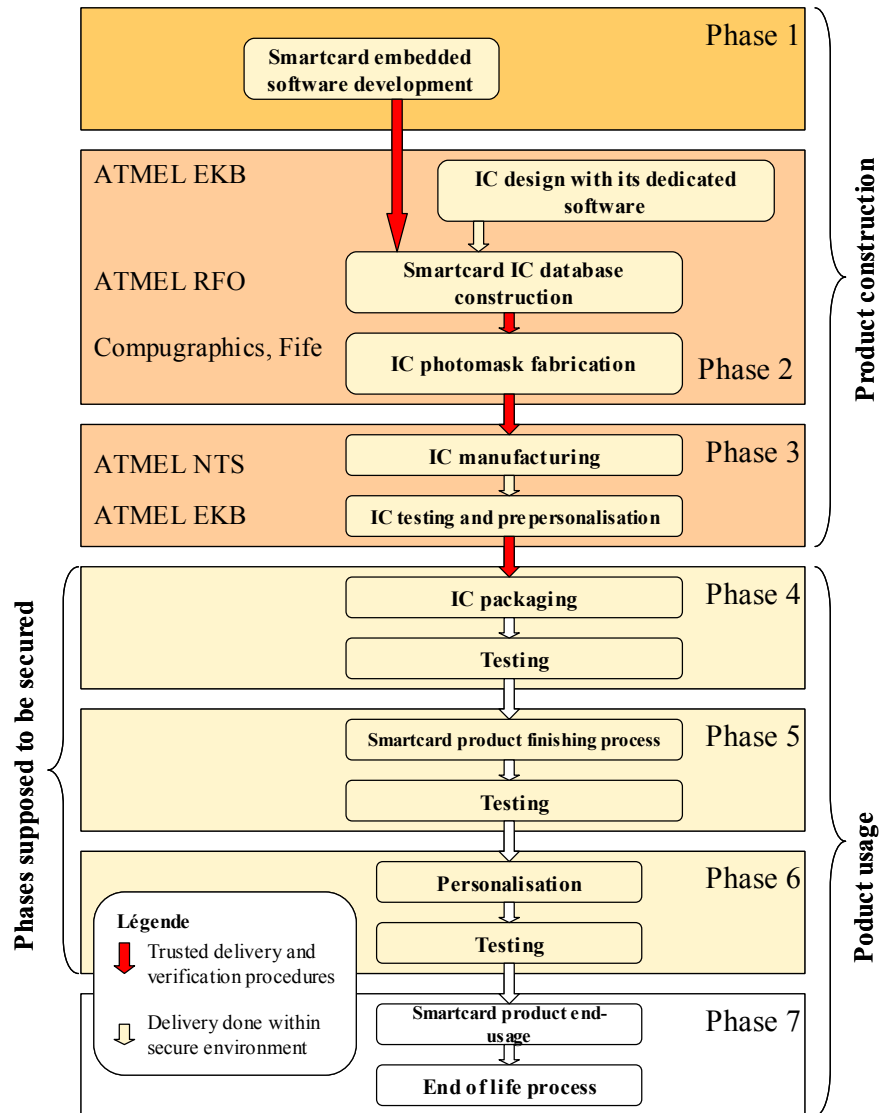 Phase 1
Smartcard embedded
software development
ATMEL EKB
IC design with its dedicated
software
ATMEL RFO
Smartcard IC database
construction
Compugraphics, Fife
IC photomask fabrication
Phase 2
Product construction
Phase 3
ATMEL NTS
IC manufacturing
ATMEL EKB
IC testing and prepersonalisation
Phase 4
IC packaging
Testing
Phases supposed to be secured
Phase 5
Smartcard product finishing process
Testing
Poduct usage
Phase 6
Personalisation
Testing
Légende
Trusted delivery and
verification procedures
Delivery done within
secure environment
Phase 7
Smartcard product end-
usage
End of life process